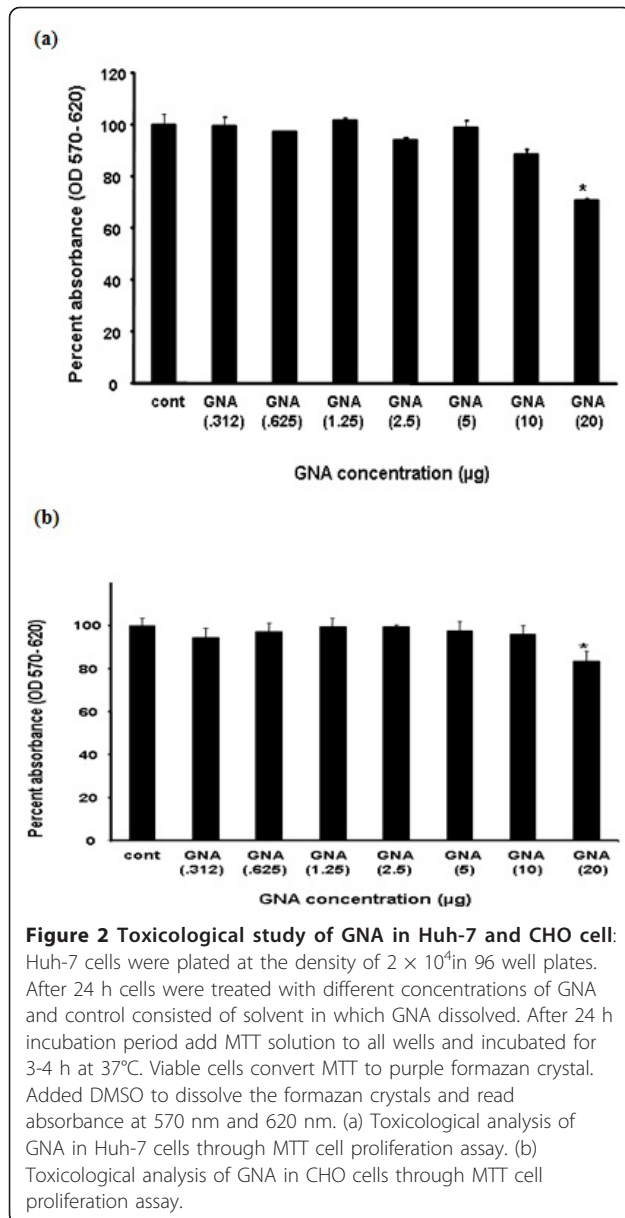 (a)
Percent absorbance (OD 570-620)
120
100
80
60
40
20
0
*
cont GNA GNA GNA GNA GNA GNA GNA
(.312) (.625) (1.25) (2.5) (5) (10) (20)
GNA concentration (µg)
(b)
Percent absorbance (OD 570-620)
100
80
60
40
20
0
*
cont GNA GNA GNA GNA GNA GNA GNA
(.312) (.625) (1.25) (2.5) (5) (10) (20)
GNA concentration (µg)
Figure 2 Toxicological study of GNA in Huh-7 and CHO cell:
Huh-7 cells were plated at the density of 2 × 10⁴in 96 well plates.
After 24 h cells were treated with different concentrations of GNA
and control consisted of solvent in which GNA dissolved. After 24 h
incubation period add MTT solution to all wells and incubated for
3-4 h at 37°C. Viable cells convert MTT to purple formazan crystal.
Added DMSO to dissolve the formazan crystals and read
absorbance at 570 nm and 620 nm. (a) Toxicological analysis of
GNA in Huh-7 cells through MTT cell proliferation assay. (b)
Toxicological analysis of GNA in CHO cells through MTT cell
proliferation assay.